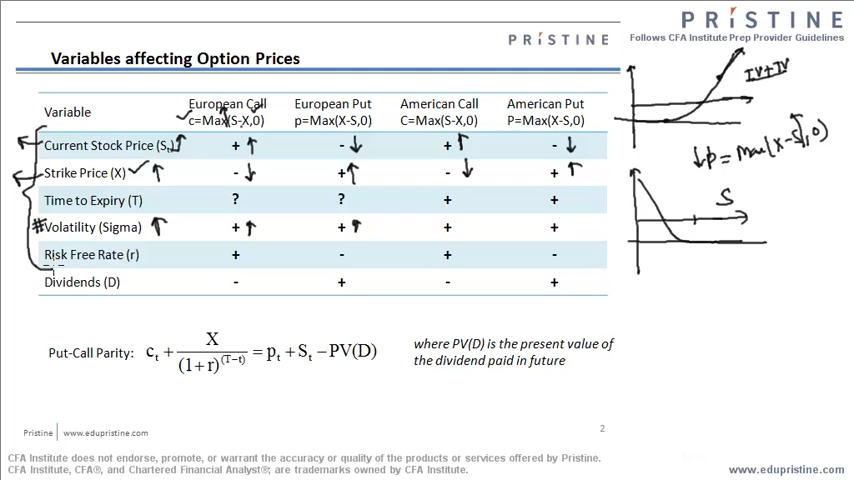 PRISTINE
Follows CFA Institute Prep Provider Guidelines
PRISTINE
Variables affecting Option Prices
Variable European Call c=Max(S-X,0) European Put p=Max(X-S,0) American Call C=Max(S-X,0) American Put P=Max(X-S,0)
Current Stock Price (S) + - + -
Strike Price (X) - + - +
Time to Expiry (T) ? ? + +
#Volatility (Sigma) + + + +
Risk Free Rate (r) + - + -
Dividends (D) - + - +
IV+TV
↓p = Max(X-S↑,0)
S
Put-Call Parity: c_t + X/(1+r)^(T-t) = p_t + S_t − PV(D)
where PV(D) is the present value of
the dividend paid in future
Pristine www.edupristine.com
2
CFA Institute does not endorse, promote, or warrant the accuracy or quality of the products or services offered by Pristine.
CFA Institute, CFA®, and Chartered Financial Analyst®; are trademarks owned by CFA Institute.
www.edupristine.com